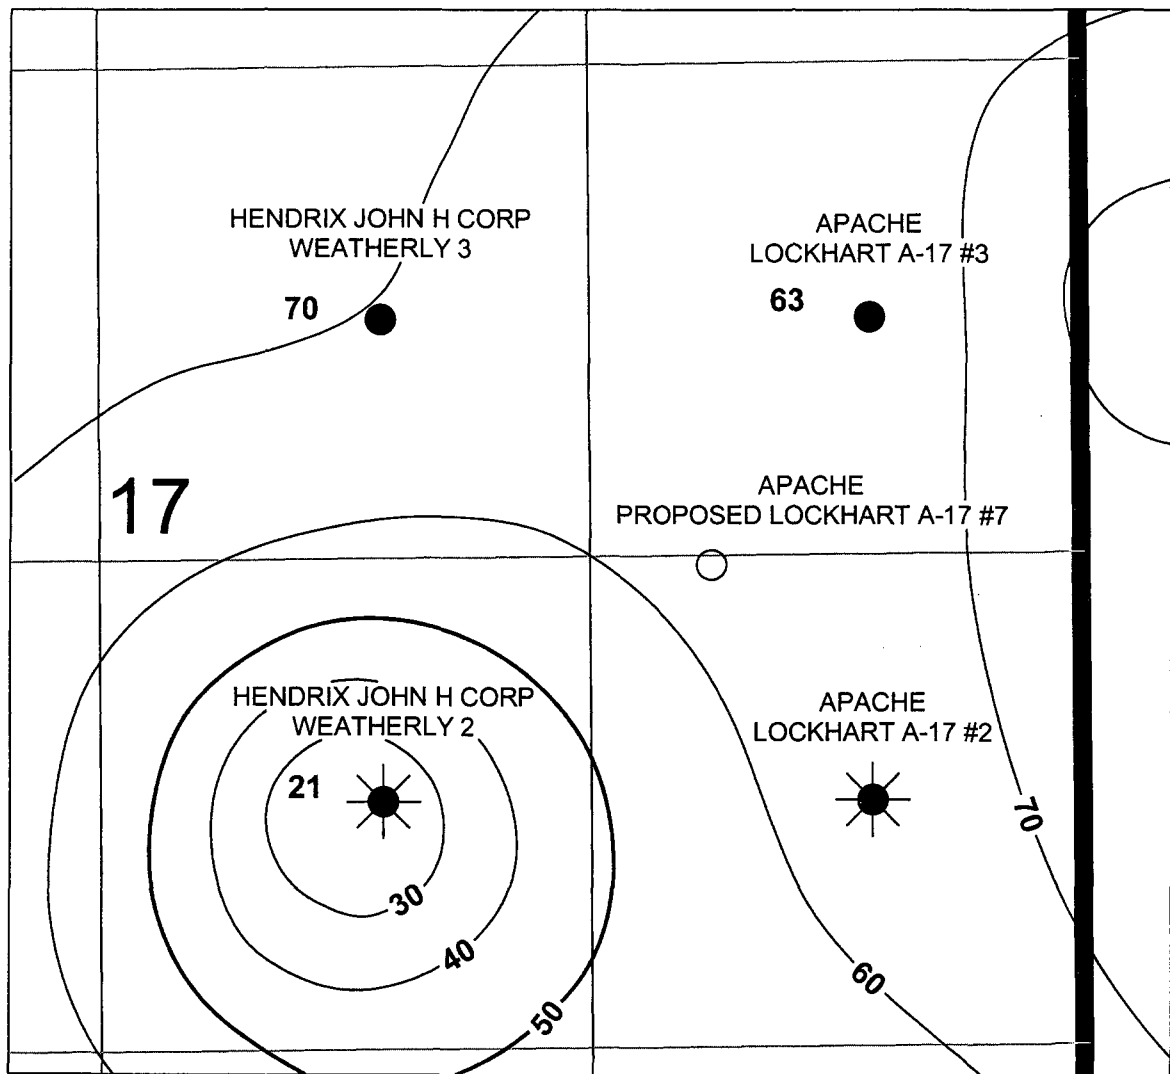 HENDRIX JOHN H CORP
WEATHERLY 3
70
APACHE
LOCKHART A-17 #3
63
17
APACHE
PROPOSED LOCKHART A-17 #7
HENDRIX JOHN H CORP
WEATHERLY 2
21
APACHE
LOCKHART A-17 #2
70
30
40
60
50